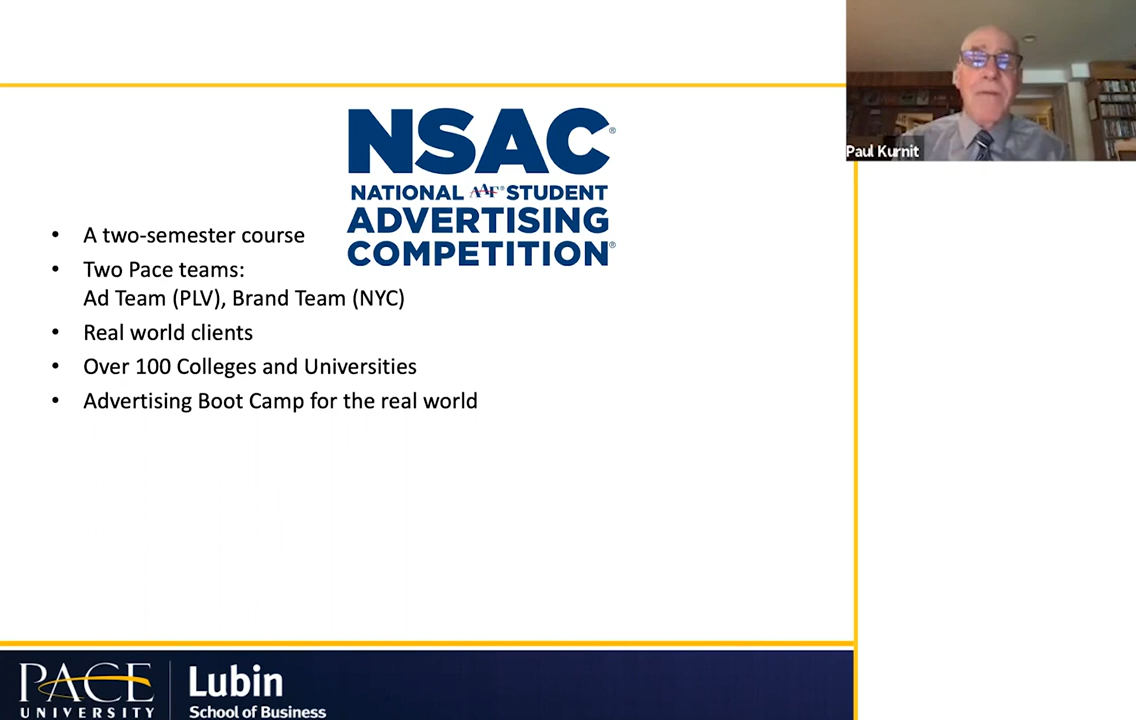 NSAC®
NATIONAL AAF® STUDENT
ADVERTISING
COMPETITION®
• A two-semester course
• Two Pace teams:
Ad Team (PLV), Brand Team (NYC)
• Real world clients
• Over 100 Colleges and Universities
• Advertising Boot Camp for the real world
Paul Kurnit
PACE
UNIVERSITY
Lubin
School of Business